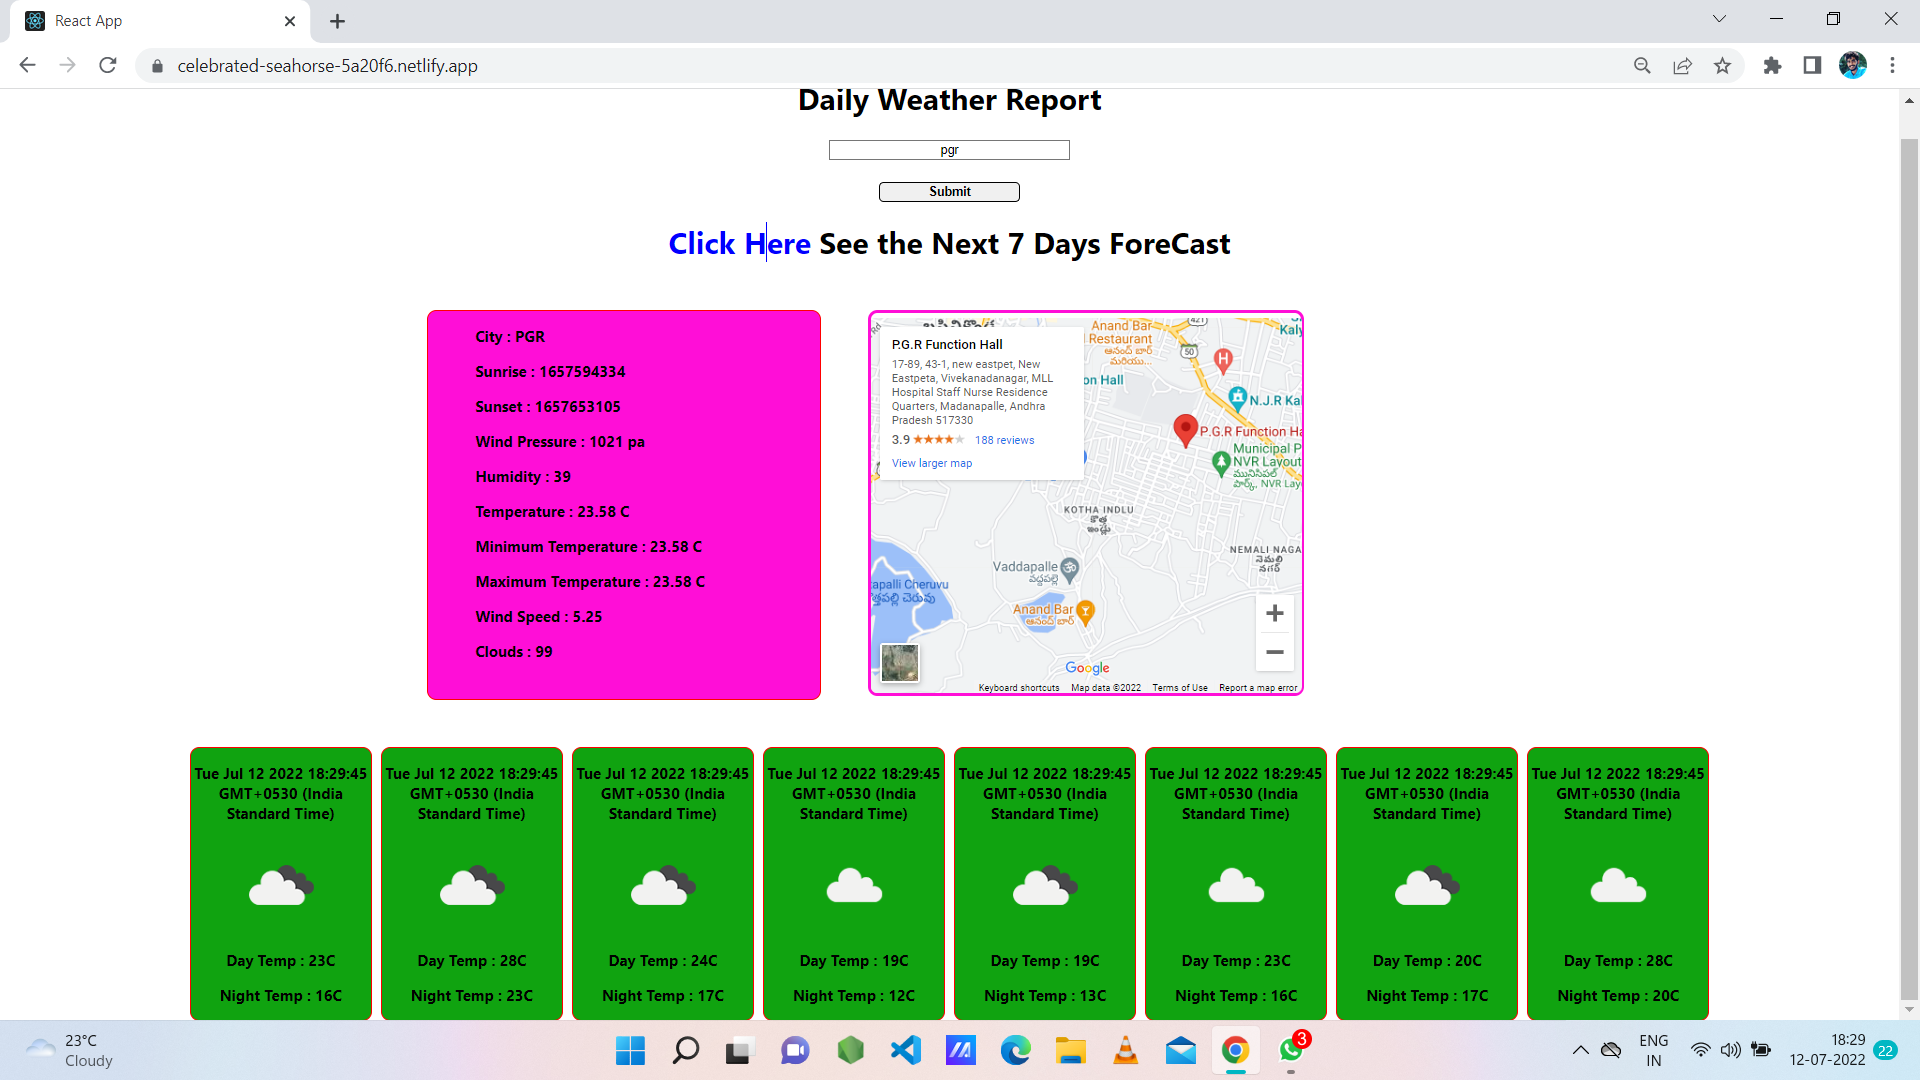 React App
celebrated-seahorse-5a20f6.netlify.app
Daily Weather Report
pgr
Submit
Click Here See the Next 7 Days ForeCast
City : PGR
Sunrise : 1657594334
Sunset : 1657653105
Wind Pressure : 1021 pa
Humidity : 39
Temperature : 23.58 C
Minimum Temperature : 23.58 C
Maximum Temperature : 23.58 C
Wind Speed : 5.25
Clouds : 99
P.G.R Function Hall
17-89, 43-1, new eastpet, New
Eastpeta, Vivekanadanagar, MLL
Hospital Staff Nurse Residence
Quarters, Madanapalle, Andhra
Pradesh 517330
3.9 188 reviews
View larger map
Rd
Anand Bar
Restaurant
ఆనంద్ బార్
421
50
H
Kaly
on Hall
N.J.R Ka
P.G.R Function Ha
Municipal P
NVR Layout
మునిసిపల్
పార్క్, NVR Lay
KOTHA INDLU
కొత్త
ఇండ్లు
NEMALI NAGA
నెమలి
నగర్
Vaddapalle
వడ్డపల్లె
apalli Cheruvu
Anand Bar
ఆనంద్ బార్
Google
Keyboard shortcuts Map data ©2022 Terms of Use Report a map error
Tue Jul 12 2022 18:29:45
GMT+0530 (India
Standard Time)
Day Temp : 23C
Night Temp : 16C
Tue Jul 12 2022 18:29:45
GMT+0530 (India
Standard Time)
Day Temp : 28C
Night Temp : 23C
Tue Jul 12 2022 18:29:45
GMT+0530 (India
Standard Time)
Day Temp : 24C
Night Temp : 17C
Tue Jul 12 2022 18:29:45
GMT+0530 (India
Standard Time)
Day Temp : 19C
Night Temp : 12C
Tue Jul 12 2022 18:29:45
GMT+0530 (India
Standard Time)
Day Temp : 19C
Night Temp : 13C
Tue Jul 12 2022 18:29:45
GMT+0530 (India
Standard Time)
Day Temp : 23C
Night Temp : 16C
Tue Jul 12 2022 18:29:45
GMT+0530 (India
Standard Time)
Day Temp : 20C
Night Temp : 17C
Tue Jul 12 2022 18:29:45
GMT+0530 (India
Standard Time)
Day Temp : 28C
Night Temp : 20C
23°C
Cloudy
3
ENG
IN
18:29
12-07-2022
22